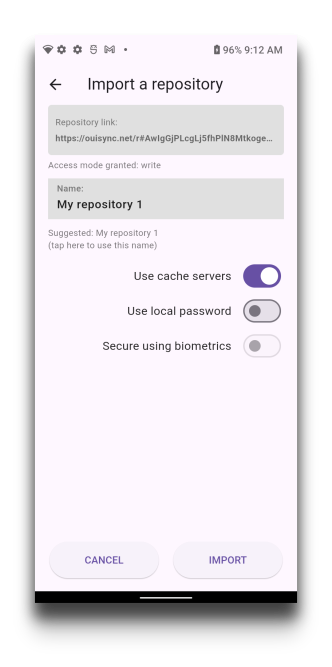 96% 9:12 AM
Import a repository
Repository link:
https://ouisync.net/r#AwIgGjPLcgLj5fhPlN8Mtkoge...
Access mode granted: write
Name:
My repository 1
Suggested: My repository 1
(tap here to use this name)
Use cache servers
Use local password
Secure using biometrics
CANCEL IMPORT